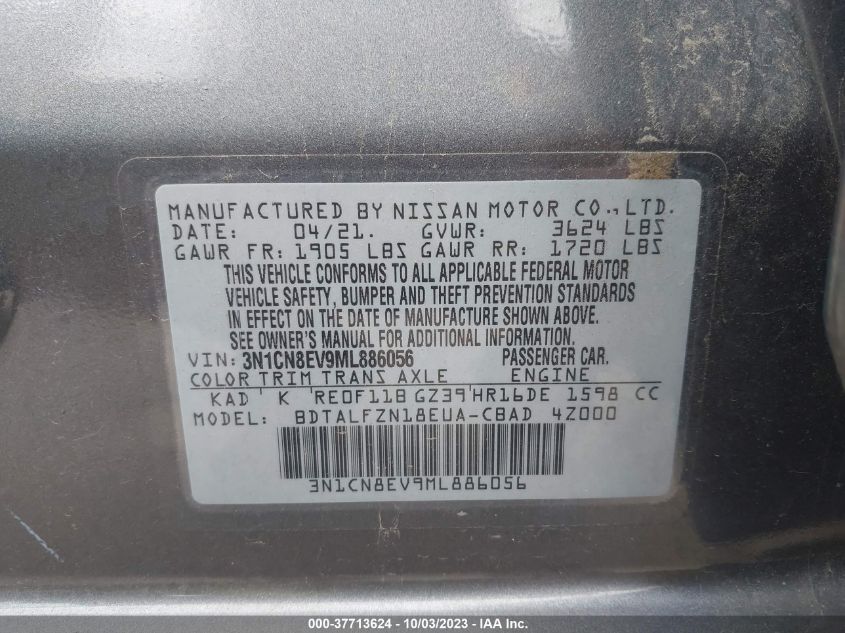 MANUFACTURED BY NISSAN MOTOR CO., LTD.
DATE: 04/21. GVWR: 3624 LBS
GAWR FR: 1905 LBS GAWR RR: 1720 LBS
THIS VEHICLE CONFORMS TO ALL APPLICABLE FEDERAL MOTOR
VEHICLE SAFETY, BUMPER AND THEFT PREVENTION STANDARDS
IN EFFECT ON THE DATE OF MANUFACTURE SHOWN ABOVE.
SEE OWNER'S MANUAL FOR ADDITIONAL INFORMATION.
VIN: 3N1CN8EV9ML886056 PASSENGER CAR.
COLOR TRIM TRANS AXLE ENGINE
KAD K RE0F11B GZ39 HR16DE 1598 CC
MODEL: BDTALFZN18EUA-CBAD 4Z000
3N1CN8EV9ML886056
000-37713624 | 10/03/2023 - IAA Inc.